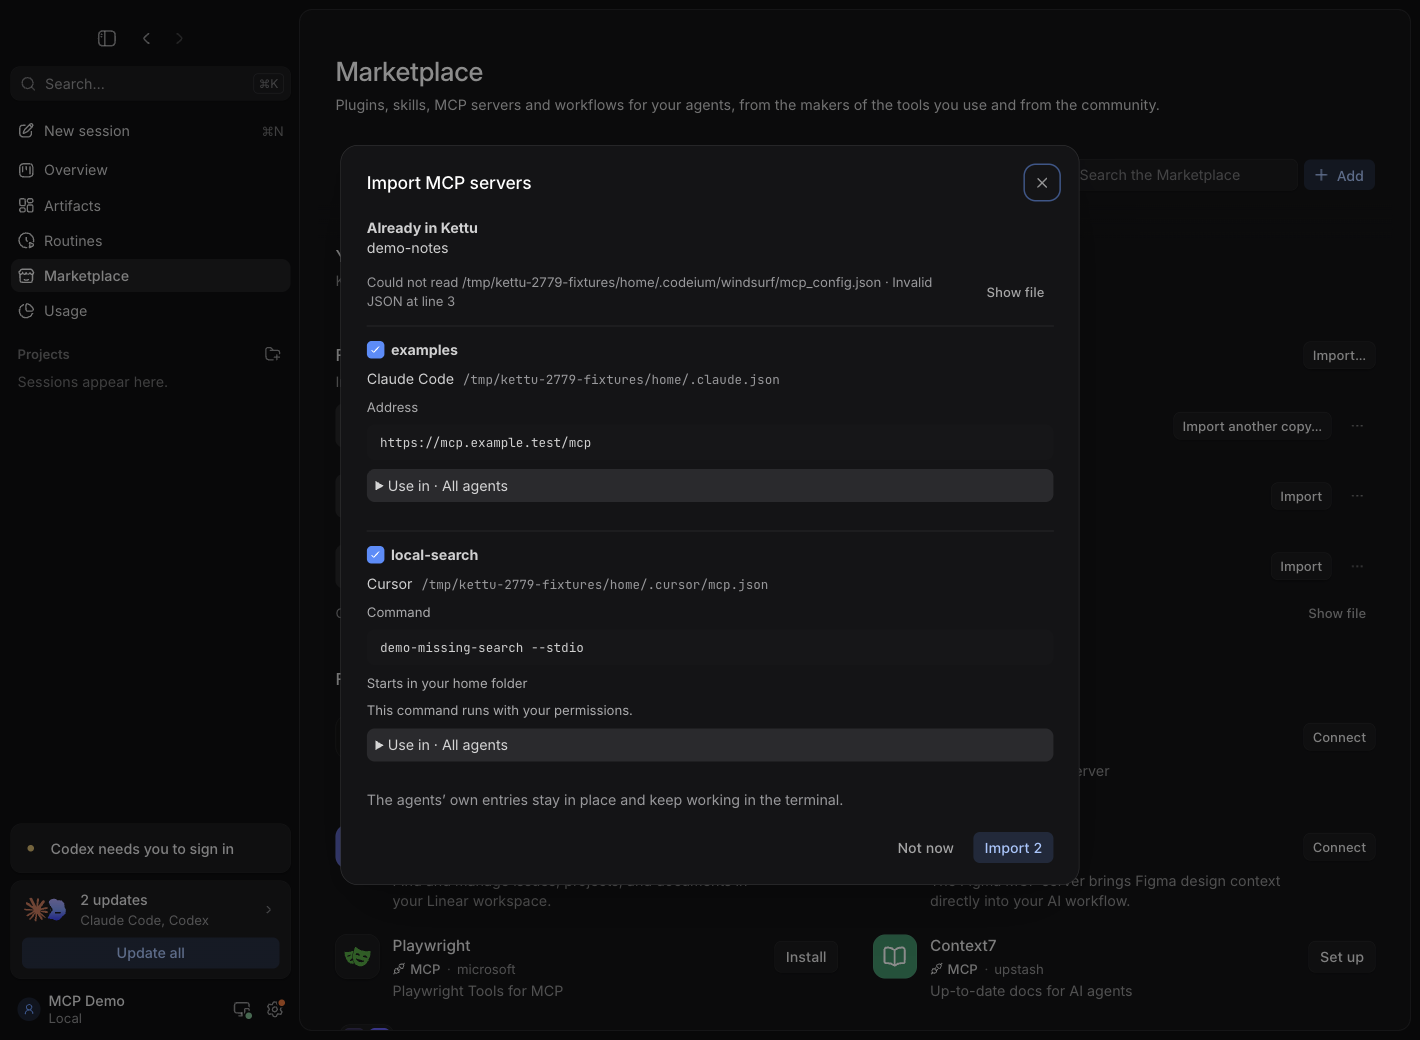 Search...
⌘K
New session
⌘N
Overview
Artifacts
Routines
Marketplace
Usage
Projects
Sessions appear here.
Codex needs you to sign in
2 updates
Claude Code, Codex
Update all
MCP Demo
Local
Marketplace
Plugins, skills, MCP servers and workflows for your agents, from the makers of the tools you use and from the community.
Search the Marketplace
Add
Import MCP servers
Already in Kettu
demo-notes
Could not read /tmp/kettu-2779-fixtures/home/.codeium/windsurf/mcp_config.json · Invalid
JSON at line 3
Show file
examples
Claude Code /tmp/kettu-2779-fixtures/home/.claude.json
Address
https://mcp.example.test/mcp
Use in · All agents
local-search
Cursor /tmp/kettu-2779-fixtures/home/.cursor/mcp.json
Command
demo-missing-search --stdio
Starts in your home folder
This command runs with your permissions.
Use in · All agents
The agents’ own entries stay in place and keep working in the terminal.
Not now
Import 2
Import...
Import another copy...
Import
Import
Show file
Connect
Connect
your Linear workspace.
The Figma MCP server brings Figma design context
directly into your AI workflow.
Playwright
MCP · microsoft
Playwright Tools for MCP
Install
Context7
MCP · upstash
Up-to-date docs for AI agents
Set up